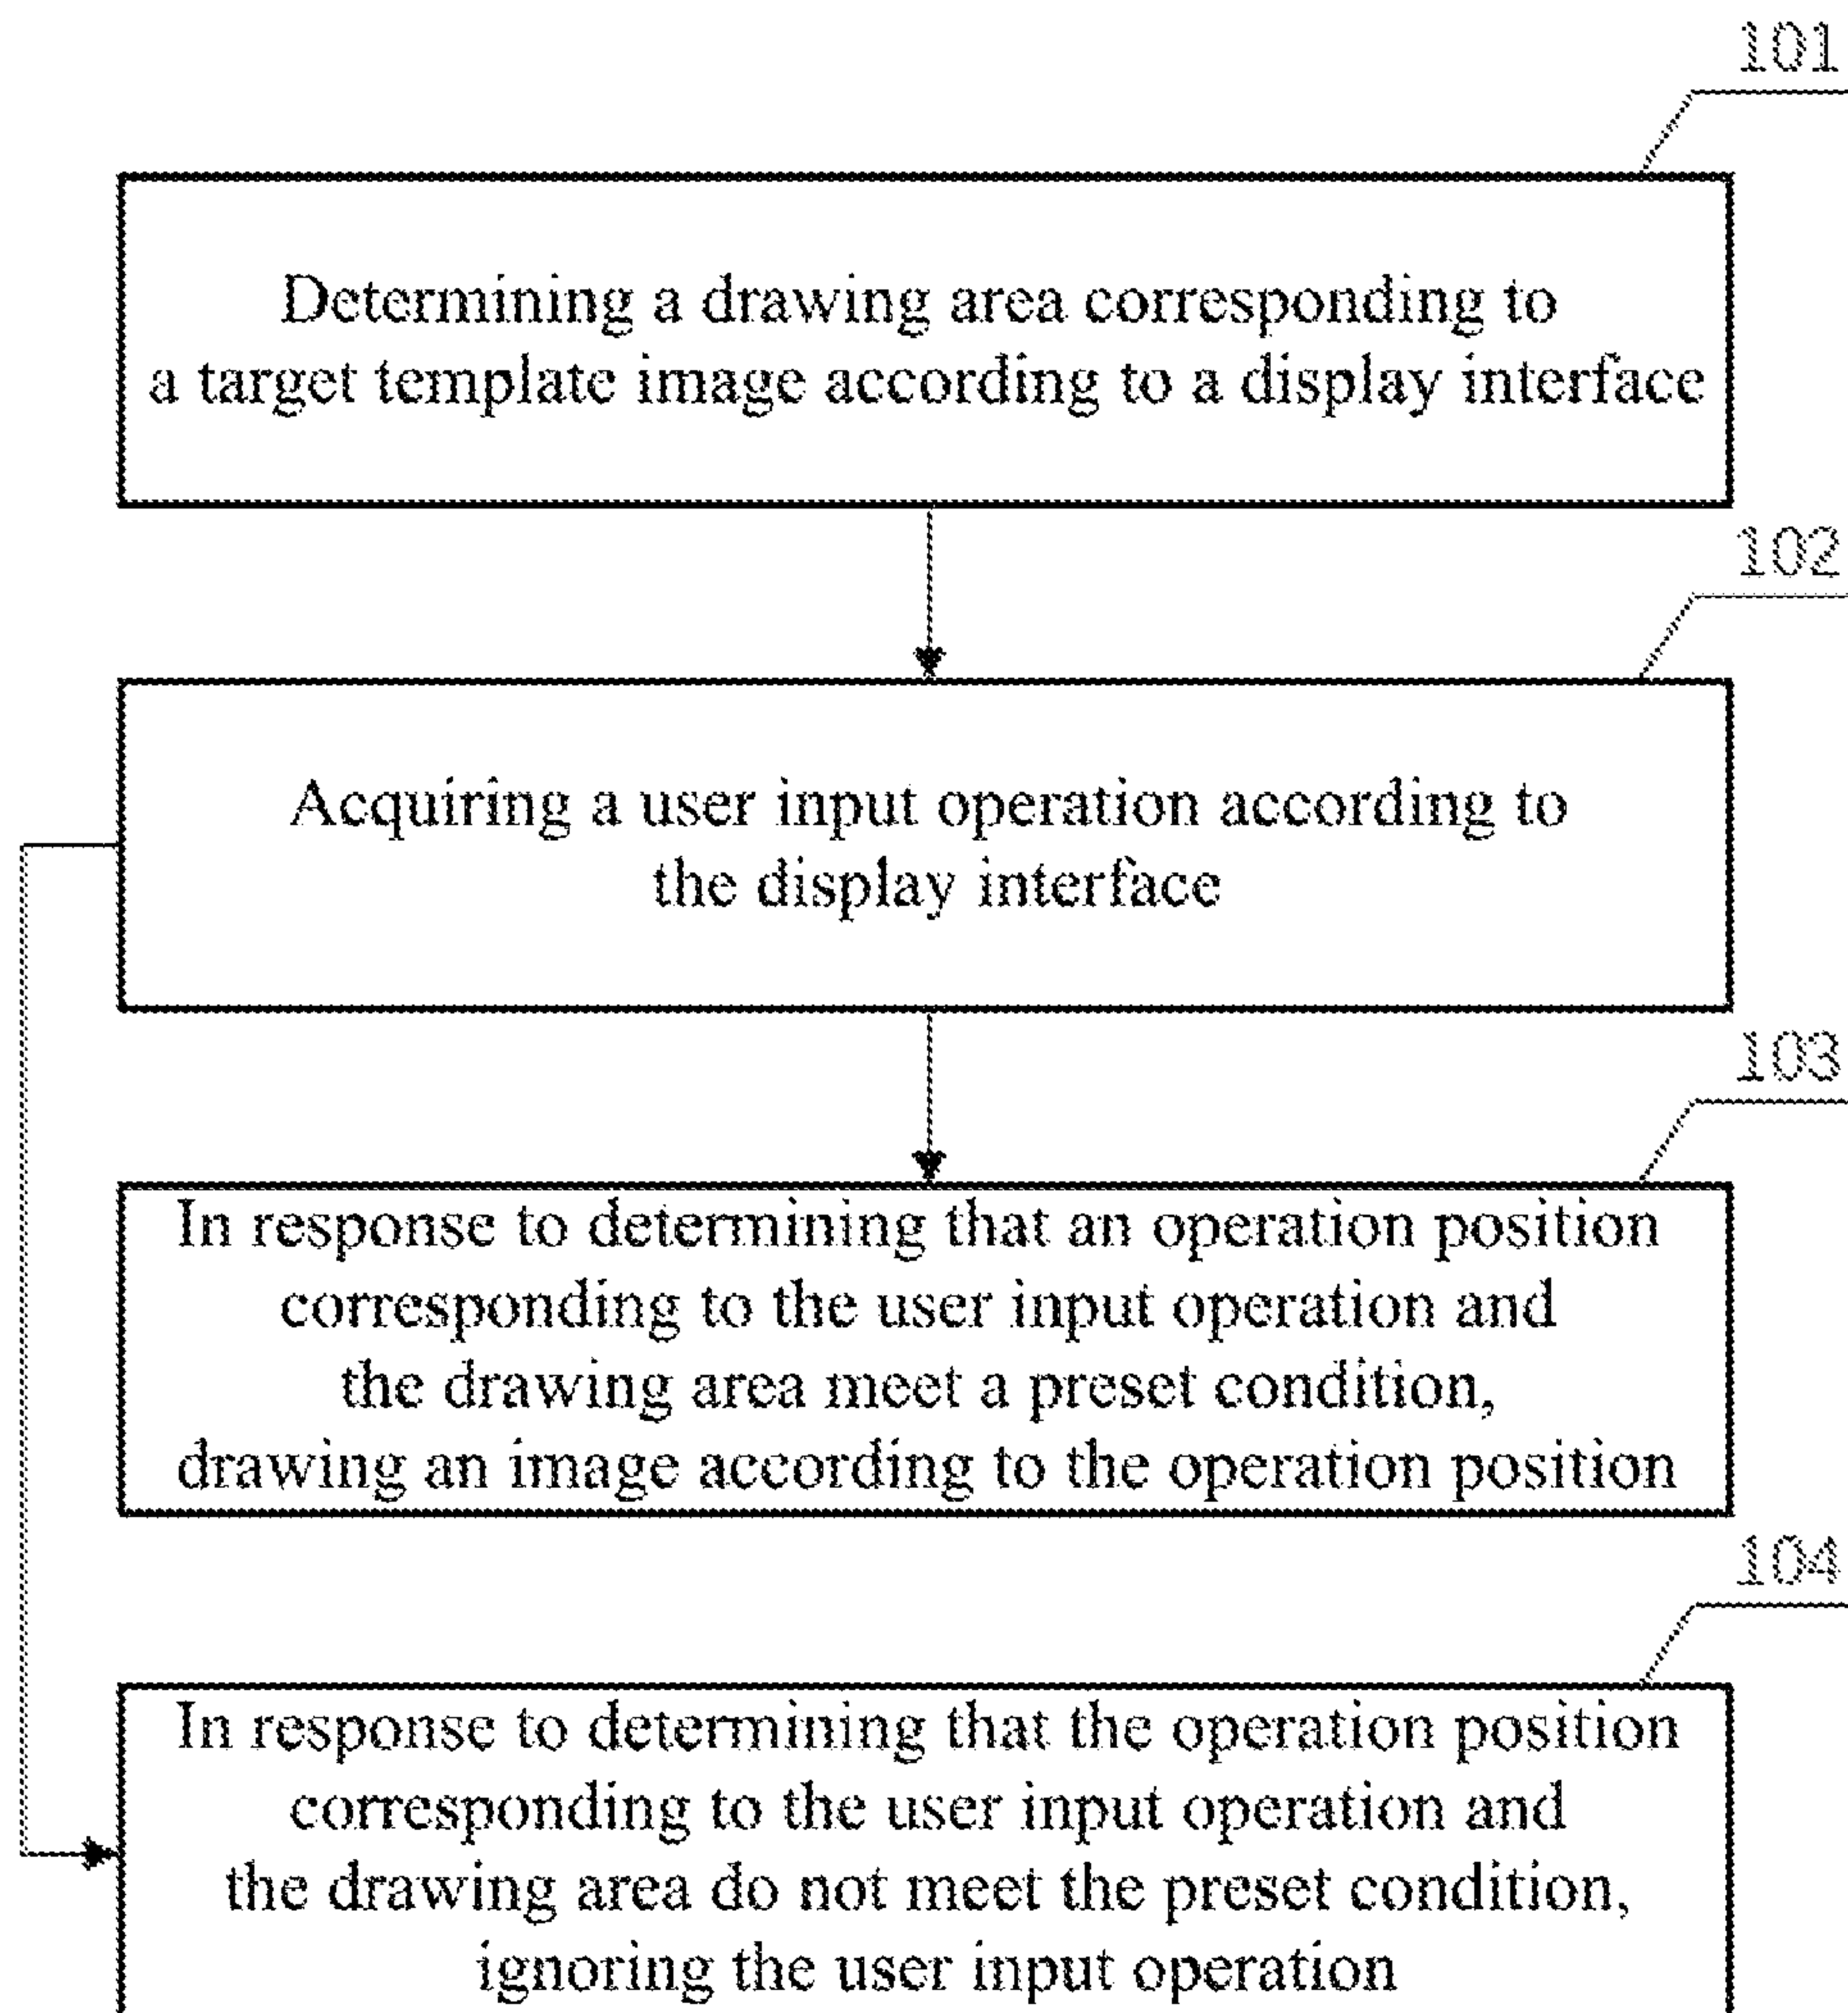 101
Determining a drawing area corresponding to
a target template image according to a display interface
102
Acquiring a user input operation according to
the display interface
103
In response to determining that an operation position
corresponding to the user input operation and
the drawing area meet a preset condition,
drawing an image according to the operation position
104
In response to determining that the operation position
corresponding to the user input operation and
the drawing area do not meet the preset condition,
ignoring the user input operation